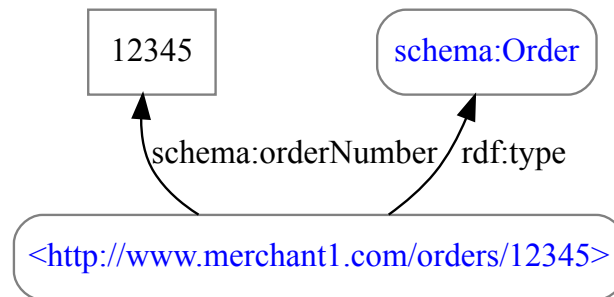 12345 schema:Order
schema:orderNumber rdf:type
<http://www.merchant1.com/orders/12345>